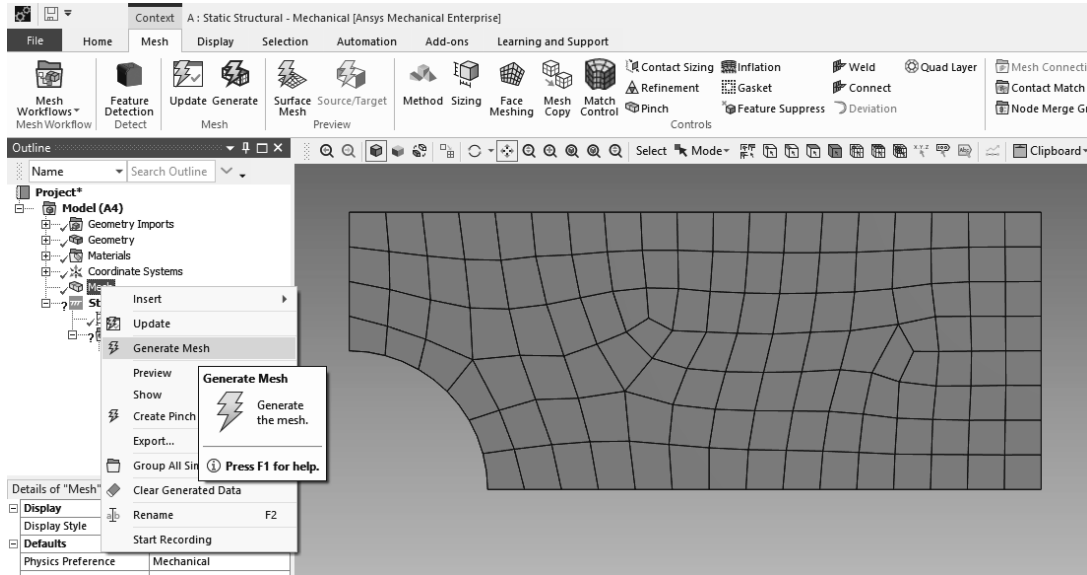 Context A : Static Structural - Mechanical [Ansys Mechanical Enterprise]
File Home Mesh Display Selection Automation Add-ons Learning and Support
Mesh Workflows
Mesh Workflow
Feature Detection
Detect
Update Generate
Mesh
Surface Mesh
Source/Target
Preview
Method Sizing
Face Meshing
Mesh Copy
Match Control
Contact Sizing
Refinement
Pinch
Inflation
Gasket
Feature Suppress
Weld
Connect
Deviation
Quad Layer
Controls
Mesh Connecti
Contact Match
Node Merge Gr
Outline
Name Search Outline
Select Mode Clipboard
Project*
Model (A4)
Geometry Imports
Geometry
Materials
Coordinate Systems
Mesh
St
Insert
Update
Generate Mesh
Preview
Show
Create Pinch
Export...
Group All Sim
Clear Generated Data
Rename F2
Start Recording
Generate Mesh
Generate
the mesh.
Press F1 for help.
Details of "Mesh"
Display
Display Style
Defaults
Physics Preference Mechanical